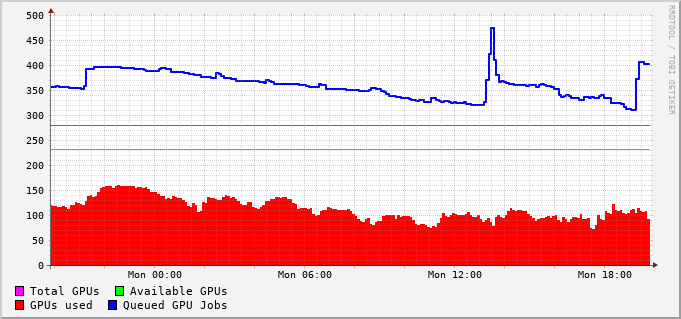 500
450
400
350
300
250
200
150
100
50
0
Mon 00:00 Mon 06:00 Mon 12:00 Mon 18:00
Total GPUs Available GPUs
GPUs used Queued GPU Jobs
RRDTOOL / TOBI OETIKER